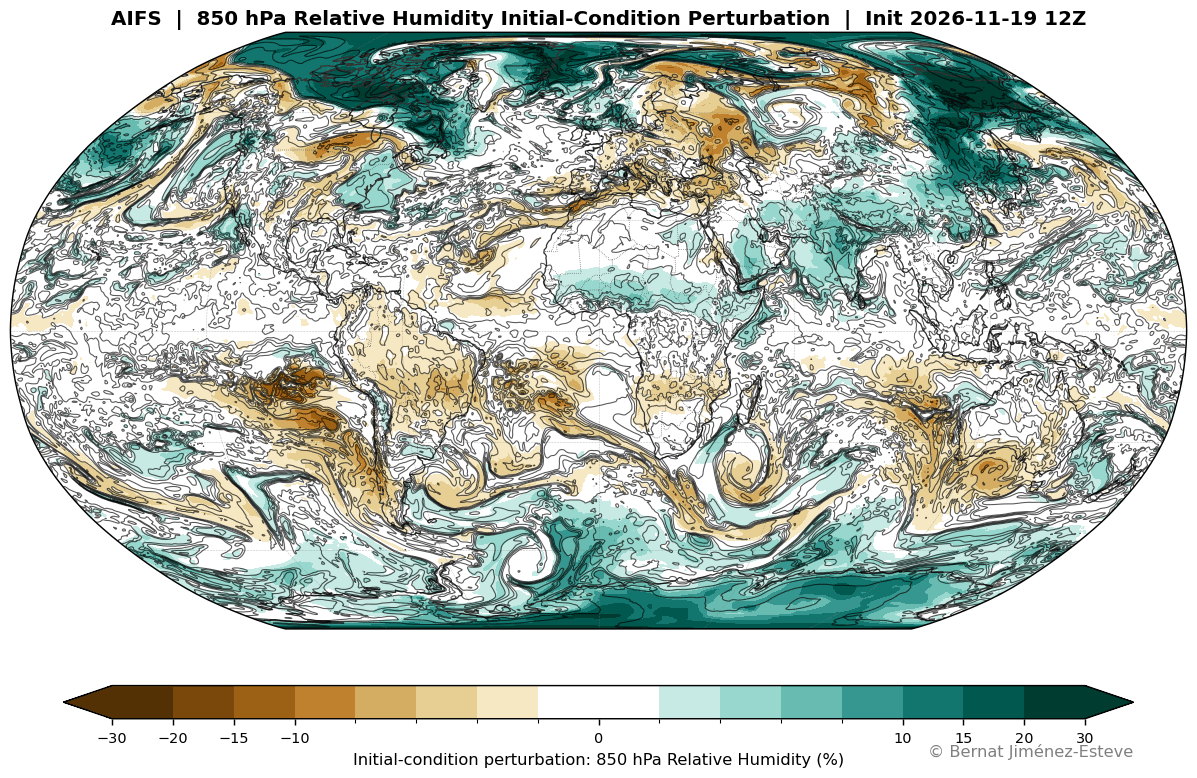 AIFS | 850 hPa Relative Humidity Initial-Condition Perturbation | Init 2026-11-19 12Z
−30 −20 −15 −10 0 10 15 20 30
Initial-condition perturbation: 850 hPa Relative Humidity (%)
© Bernat Jiménez-Esteve